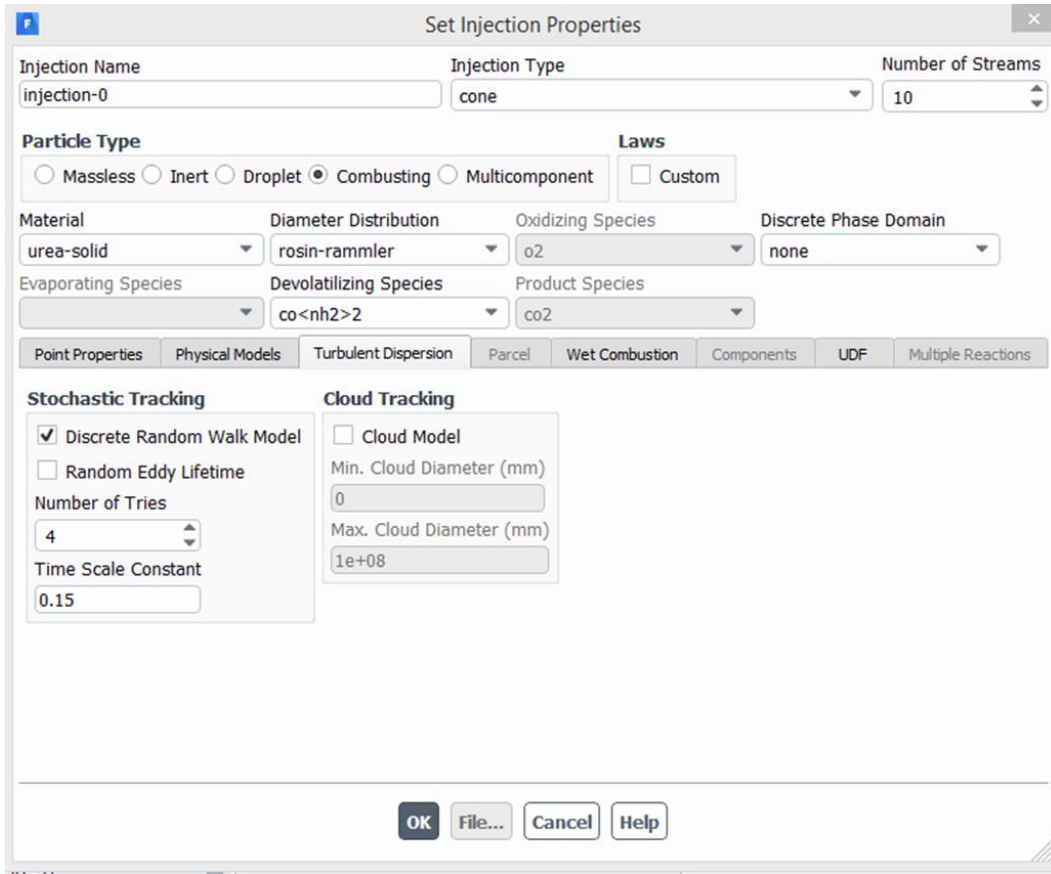 F Set Injection Properties ×
Injection Name Injection Type Number of Streams
injection-0 cone 10
Particle Type Laws
Massless Inert Droplet Combusting Multicomponent Custom
Material Diameter Distribution Oxidizing Species Discrete Phase Domain
urea-solid rosin-rammler o2 none
Evaporating Species Devolatilizing Species Product Species
co<nh2>2 co2
Point Properties Physical Models Turbulent Dispersion Parcel Wet Combustion Components UDF Multiple Reactions
Stochastic Tracking Cloud Tracking
Discrete Random Walk Model Cloud Model
Random Eddy Lifetime Min. Cloud Diameter (mm)
Number of Tries 0
4 Max. Cloud Diameter (mm)
Time Scale Constant 1e+08
0.15
OK File... Cancel Help